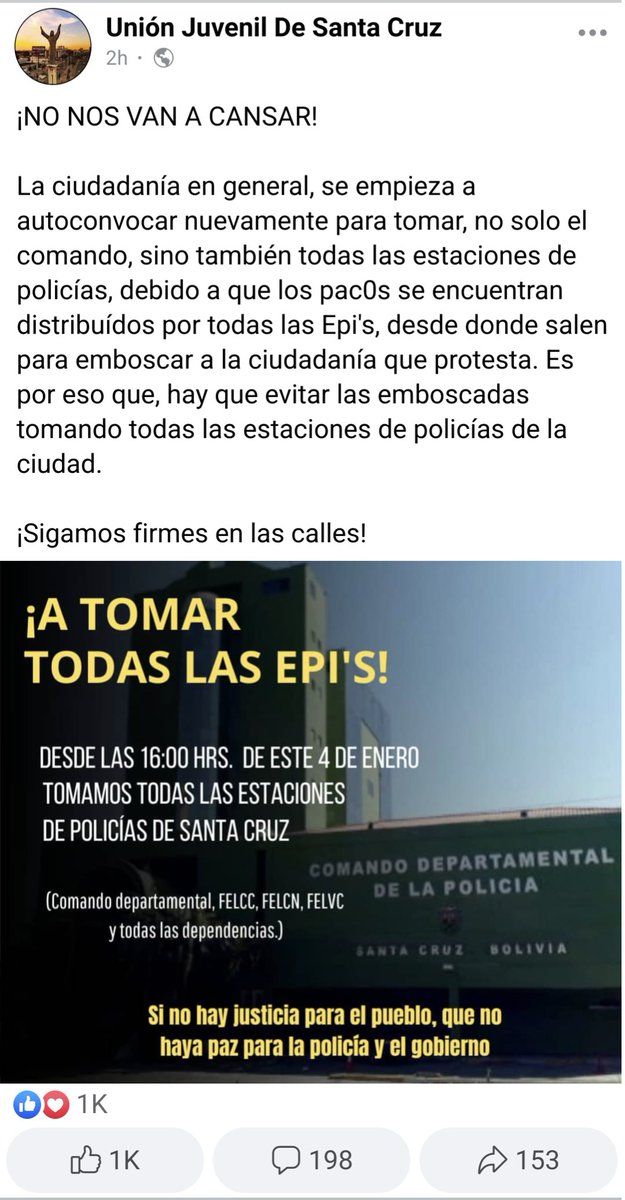 Unión Juvenil De Santa Cruz
2h ·
¡NO NOS VAN A CANSAR!
La ciudadanía en general, se empieza a
autoconvocar nuevamente para tomar, no solo el
comando, sino también todas las estaciones de
policías, debido a que los pac0s se encuentran
distribuídos por todas las Epi's, desde donde salen
para emboscar a la ciudadanía que protesta. Es
por eso que, hay que evitar las emboscadas
tomando todas las estaciones de policías de la
ciudad.
¡Sigamos firmes en las calles!
¡A TOMAR
TODAS LAS EPI'S!
DESDE LAS 16:00 HRS. DE ESTE 4 DE ENERO
TOMAMOS TODAS LAS ESTACIONES
DE POLICÍAS DE SANTA CRUZ
COMANDO DEPARTAMENTAL
DE LA POLICIA
SANTA CRUZ BOLIVIA
(Comando departamental, FELCC, FELCN, FELVC
y todas las dependencias.)
Si no hay justicia para el pueblo, que no
haya paz para la policía y el gobierno
1K
1K
198
153